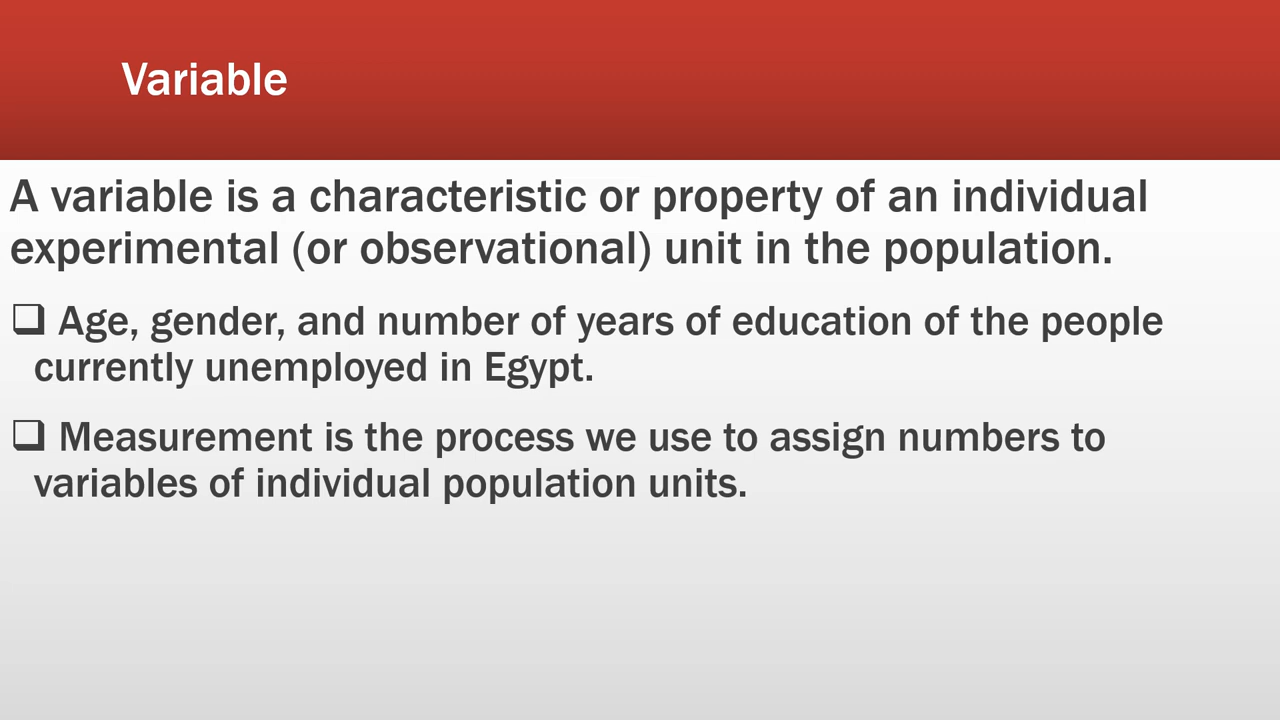 Variable
A variable is a characteristic or property of an individual
experimental (or observational) unit in the population.
❑ Age, gender, and number of years of education of the people
currently unemployed in Egypt.
❑ Measurement is the process we use to assign numbers to
variables of individual population units.